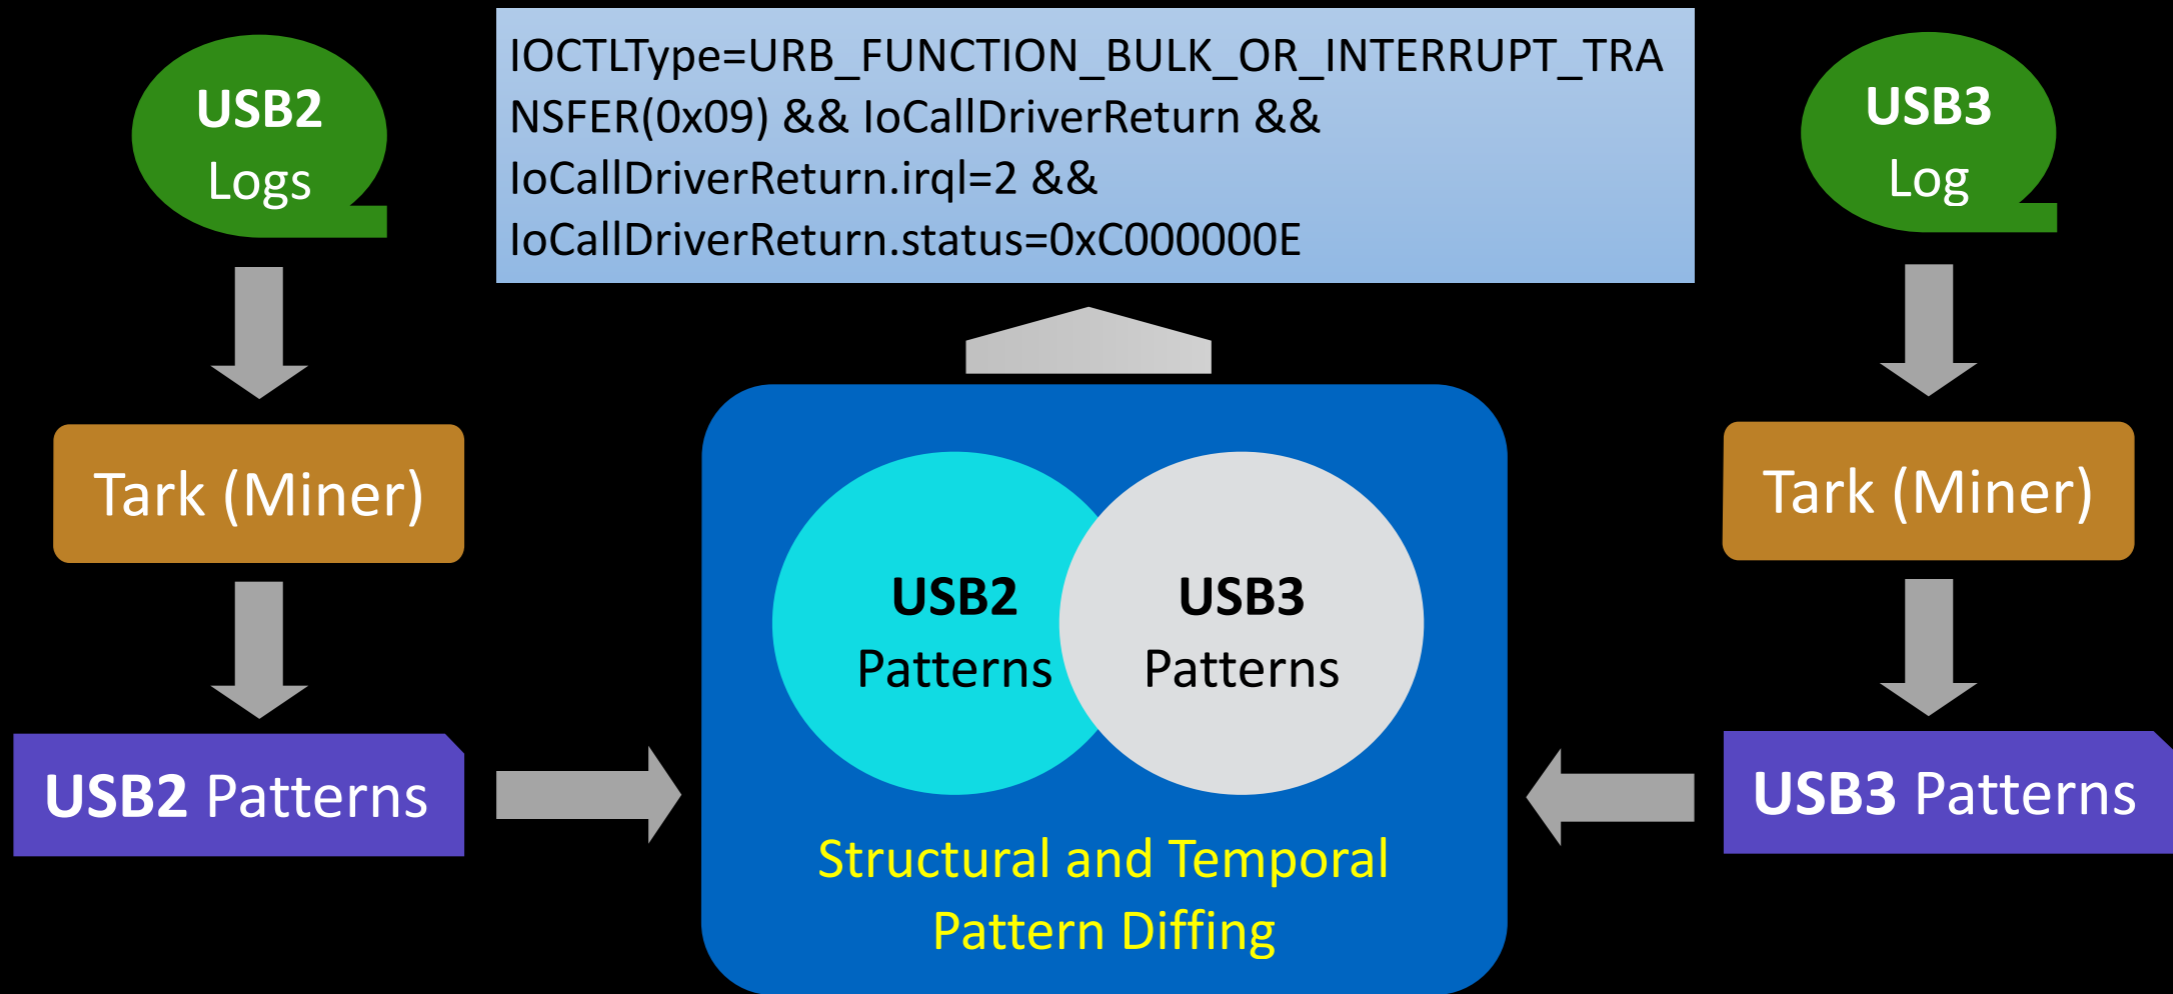 USB2
Logs
IOCTLType=URB_FUNCTION_BULK_OR_INTERRUPT_TRA
NSFER(0x09) && IoCallDriverReturn &&
IoCallDriverReturn.irql=2 &&
IoCallDriverReturn.status=0xC000000E
USB3
Log
Tark (Miner)
Tark (Miner)
USB2
Patterns
USB3
Patterns
USB2 Patterns
USB3 Patterns
Structural and Temporal
Pattern Diffing